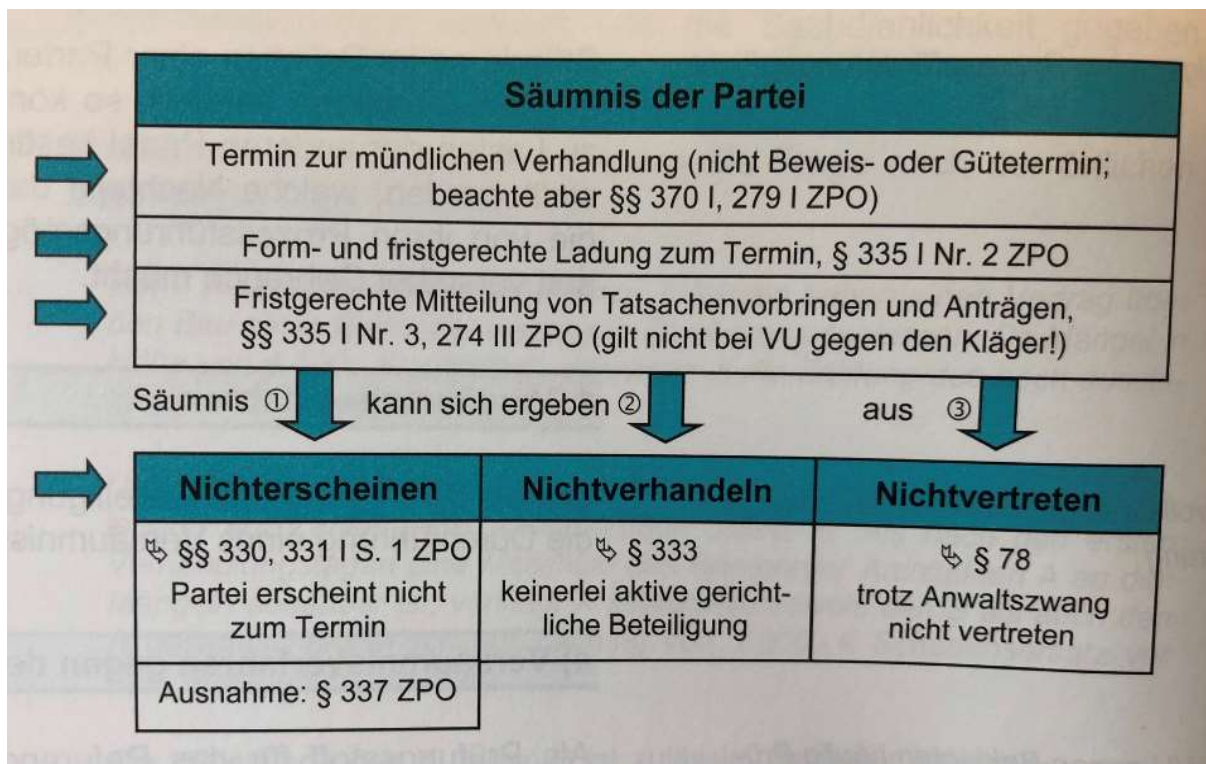 Säumnis der Partei
Termin zur mündlichen Verhandlung (nicht Beweis- oder Gütetermin;
beachte aber §§ 370 I, 279 I ZPO)
Form- und fristgerechte Ladung zum Termin, § 335 I Nr. 2 ZPO
Fristgerechte Mitteilung von Tatsachenvorbringen und Anträgen,
§§ 335 I Nr. 3, 274 III ZPO (gilt nicht bei VU gegen den Kläger!)
Säumnis ① kann sich ergeben ② aus ③
Nichterscheinen
§§ 330, 331 I S. 1 ZPO
Partei erscheint nicht
zum Termin
Ausnahme: § 337 ZPO
Nichtverhandeln
§ 333
keinerlei aktive gericht-
liche Beteiligung
Nichtvertreten
§ 78
trotz Anwaltszwang
nicht vertreten